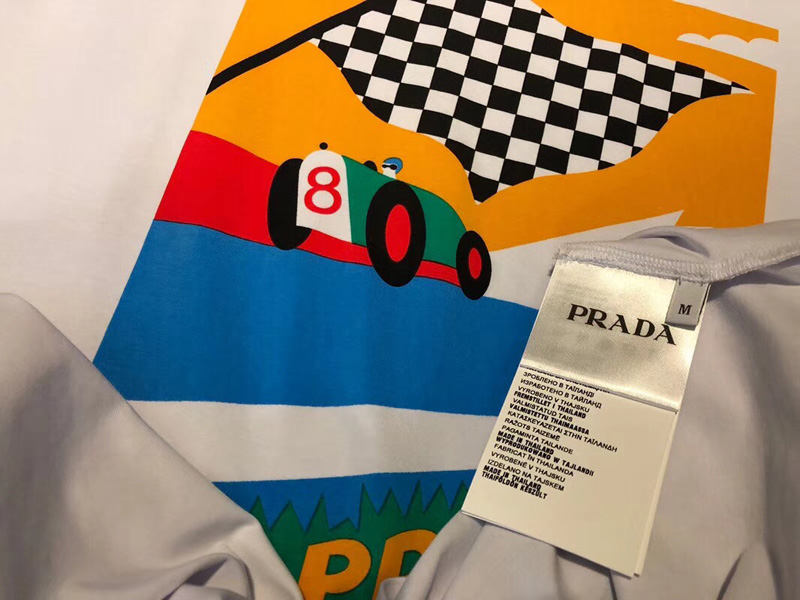 8
PR
PRADA
M
ЗРОБЛЕНО В ТАЇЛАНДІ
ИЗРАБОТЕНО В ТАЙЛАНД
VYROBENO V THAJSKU
FREMSTILLET I THAILAND
VALMISTATUD TAIS
VALMISTETTU THAIMAASSA
ΚΑΤΑΣΚΕΥΑΖΕΤΑΙ ΣΤΗΝ ΤΑΪΛΑΝΔΗ
RAŽOTS TAIZEMĒ
PAGAMINTA TAILANDE
MADE IN THAILAND
WYPRODUKOWANO W TAJLANDII
FABRICAT ÎN THAILANDA
VYROBENÉ V THAJSKU
IZDELANO NA TAJSKEM
MADE IN THAILAND
THAIFÖLDÖN KÉSZÜLT